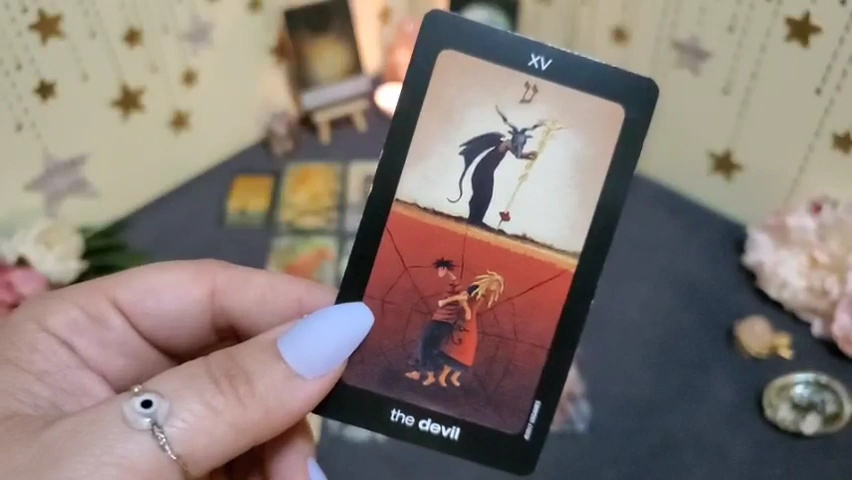 XV
ע
the devil